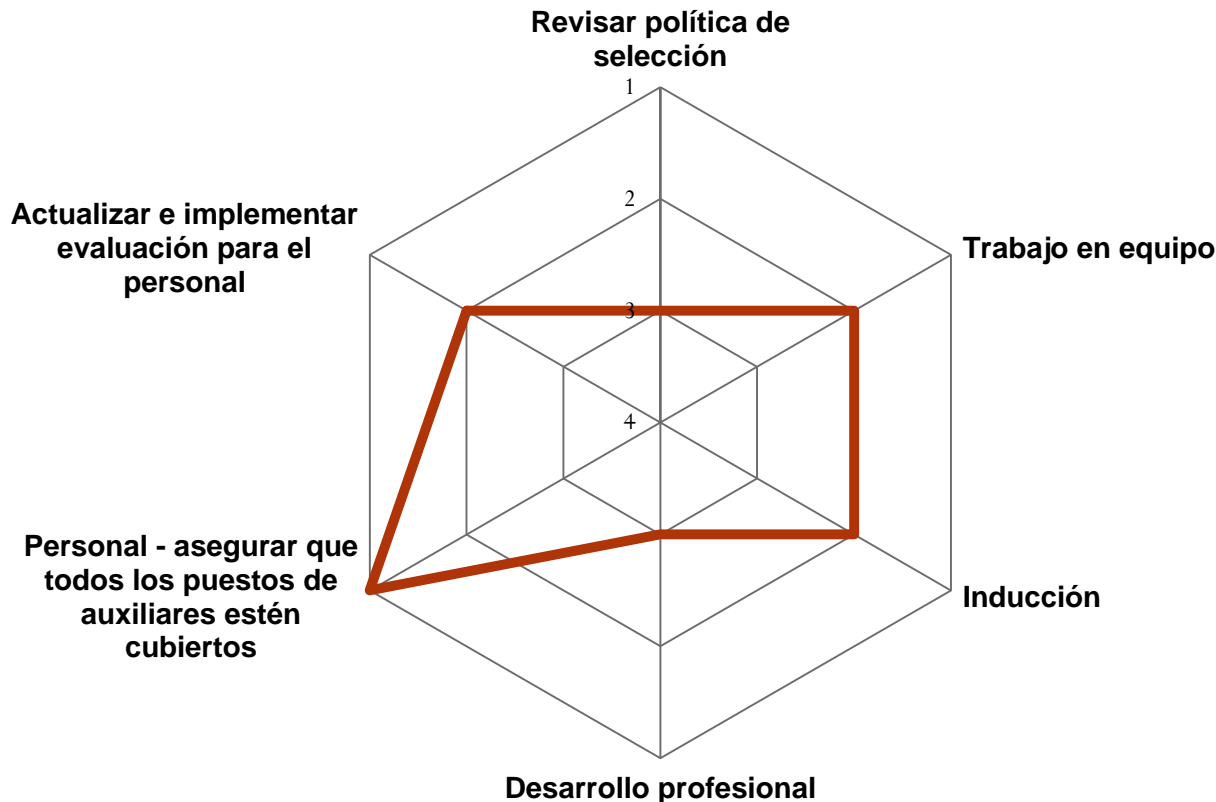 Revisar política de
selección
1
2
3
4
Actualizar e implementar
evaluación para el
personal
Trabajo en equipo
Personal - asegurar que
todos los puestos de
auxiliares estén
cubiertos
Inducción
Desarrollo profesional